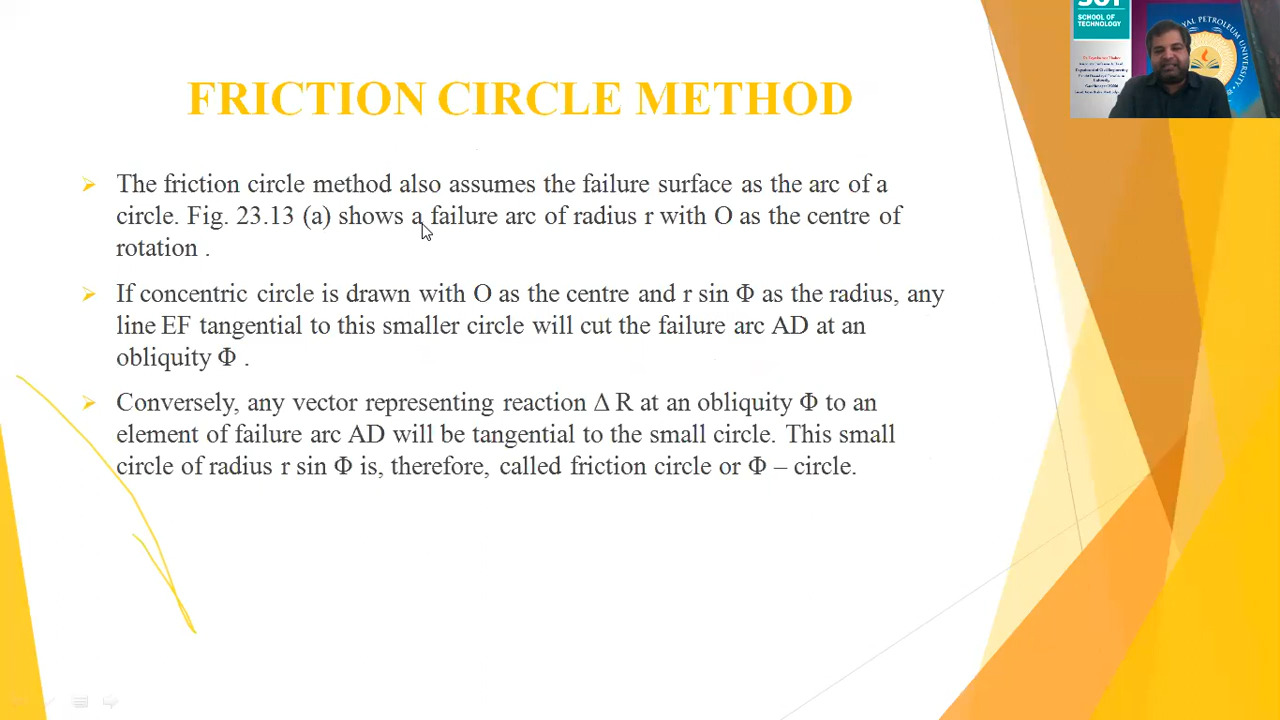 SCHOOL OF
TECHNOLOGY
PETROLEUM UNIVERSITY
FRICTION CIRCLE METHOD
The friction circle method also assumes the failure surface as the arc of a
circle. Fig. 23.13 (a) shows a failure arc of radius r with O as the centre of
rotation .
If concentric circle is drawn with O as the centre and r sin Φ as the radius, any
line EF tangential to this smaller circle will cut the failure arc AD at an
obliquity Φ .
Conversely, any vector representing reaction Δ R at an obliquity Φ to an
element of failure arc AD will be tangential to the small circle. This small
circle of radius r sin Φ is, therefore, called friction circle or Φ – circle.